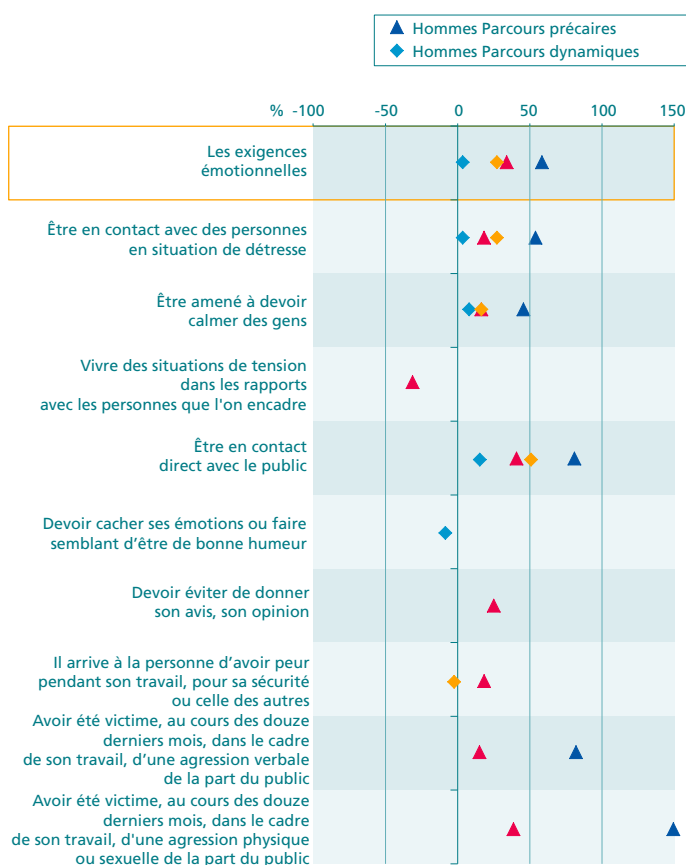 Hommes Parcours précaires
Hommes Parcours dynamiques
% -100 -50 0 50 100 150
Les exigences
émotionnelles
Être en contact avec des personnes
en situation de détresse
Être amené à devoir
calmer des gens
Vivre des situations de tension
dans les rapports
avec les personnes que l'on encadre
Être en contact
direct avec le public
Devoir cacher ses émotions ou faire
semblant d’être de bonne humeur
Devoir éviter de donner
son avis, son opinion
Il arrive à la personne d’avoir peur
pendant son travail, pour sa sécurité
ou celle des autres
Avoir été victime, au cours des douze
derniers mois, dans le cadre
de son travail, d’une agression verbale
de la part du public
Avoir été victime, au cours des douze
derniers mois, dans le cadre
de son travail, d'une agression physique
ou sexuelle de la part du public